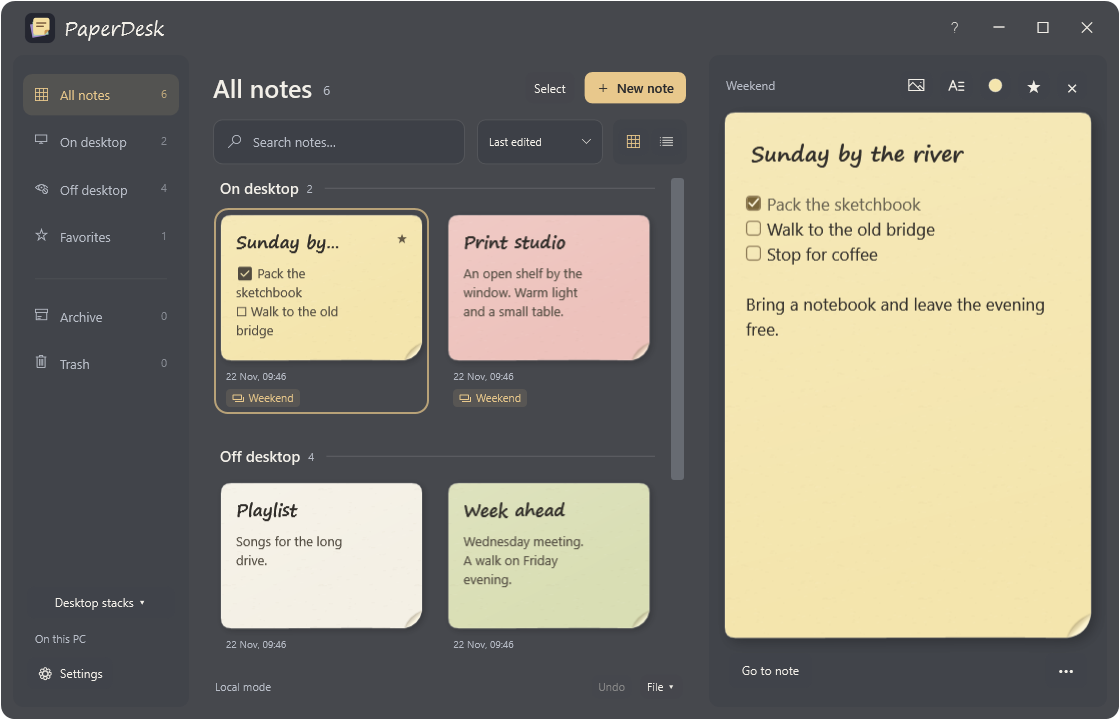 PaperDesk
?
All notes 6
On desktop 2
Off desktop 4
Favorites 1
Archive 0
Trash 0
Desktop stacks
On this PC
Settings
All notes 6
Select
+ New note
Search notes...
Last edited
On desktop 2
Sunday by...
Pack the
sketchbook
Walk to the old
bridge
22 Nov, 09:46
Weekend
Print studio
An open shelf by the
window. Warm light
and a small table.
22 Nov, 09:46
Weekend
Off desktop 4
Playlist
Songs for the long
drive.
22 Nov, 09:46
Week ahead
Wednesday meeting.
A walk on Friday
evening.
22 Nov, 09:46
Local mode
Undo
File
Weekend
A
Sunday by the river
Pack the sketchbook
Walk to the old bridge
Stop for coffee
Bring a notebook and leave the evening
free.
Go to note